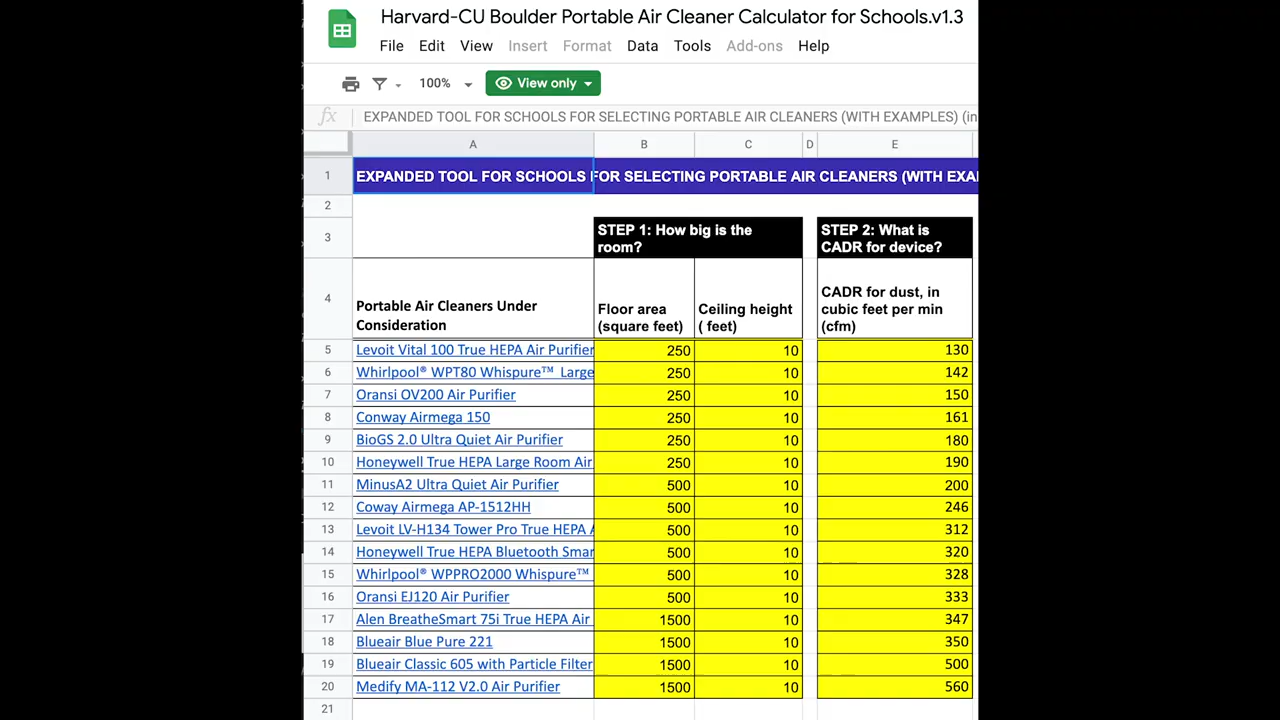 Harvard-CU Boulder Portable Air Cleaner Calculator for Schools.v1.3
File Edit View Insert Format Data Tools Add-ons Help
100% View only
fx EXPANDED TOOL FOR SCHOOLS FOR SELECTING PORTABLE AIR CLEANERS (WITH EXAMPLES) (in
A B C D E
1 EXPANDED TOOL FOR SCHOOLS FOR SELECTING PORTABLE AIR CLEANERS (WITH EXA
2
3 STEP 1: How big is the room? STEP 2: What is CADR for device?
4 Portable Air Cleaners Under Consideration Floor area (square feet) Ceiling height ( feet) CADR for dust, in cubic feet per min (cfm)
5 Levoit Vital 100 True HEPA Air Purifier 250 10 130
6 Whirlpool® WPT80 Whispure™ Large 250 10 142
7 Oransi OV200 Air Purifier 250 10 150
8 Conway Airmega 150 250 10 161
9 BioGS 2.0 Ultra Quiet Air Purifier 250 10 180
10 Honeywell True HEPA Large Room Air 250 10 190
11 MinusA2 Ultra Quiet Air Purifier 500 10 200
12 Coway Airmega AP-1512HH 500 10 246
13 Levoit LV-H134 Tower Pro True HEPA A 500 10 312
14 Honeywell True HEPA Bluetooth Smar 500 10 320
15 Whirlpool® WPPRO2000 Whispure™ 500 10 328
16 Oransi EJ120 Air Purifier 500 10 333
17 Alen BreatheSmart 75i True HEPA Air 1500 10 347
18 Blueair Blue Pure 221 1500 10 350
19 Blueair Classic 605 with Particle Filter 1500 10 500
20 Medify MA-112 V2.0 Air Purifier 1500 10 560
21